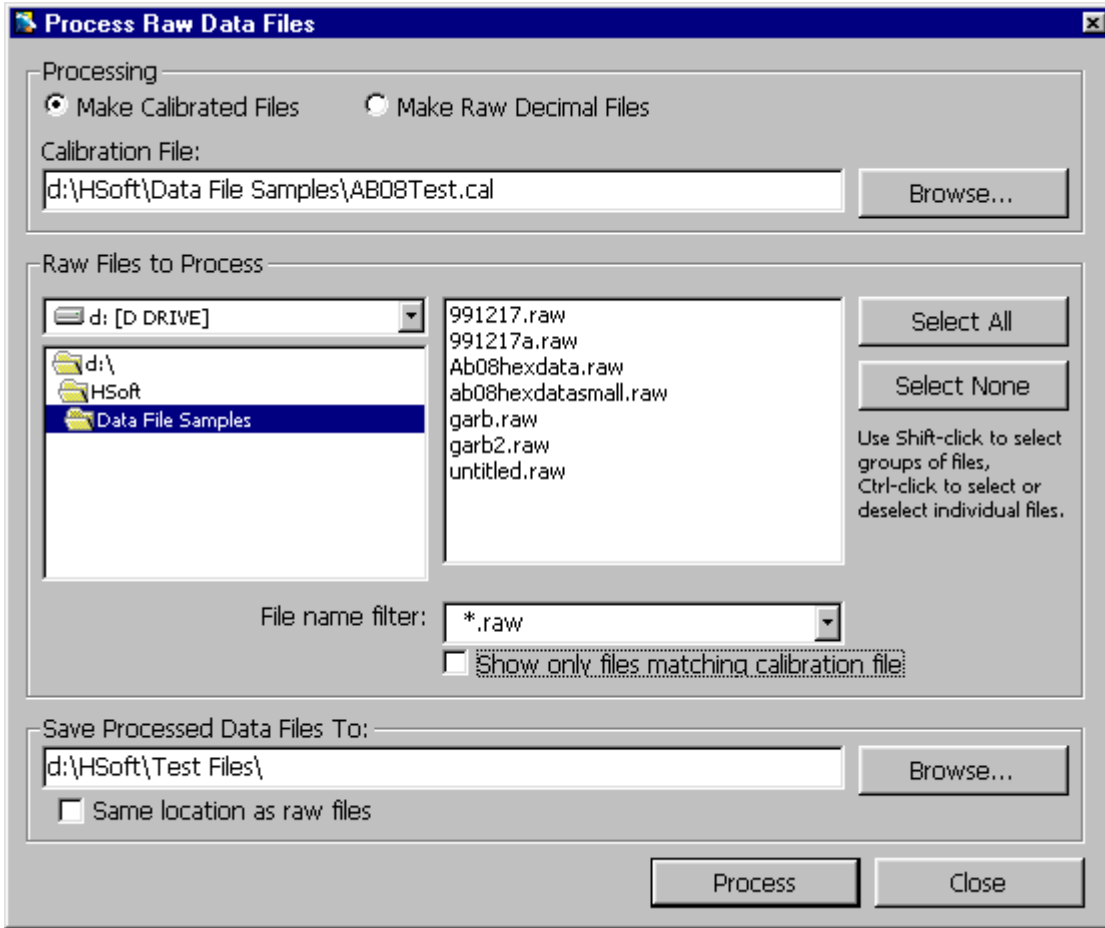 Process Raw Data Files
Processing
Make Calibrated Files
Make Raw Decimal Files
Calibration File:
d:\HSoft\Data File Samples\AB08Test.cal
Browse...
Raw Files to Process
d: [D DRIVE]
d:\
HSoft
Data File Samples
991217.raw
991217a.raw
Ab08hexdata.raw
ab08hexdatasmall.raw
garb.raw
garb2.raw
untitled.raw
Select All
Select None
Use Shift-click to select
groups of files,
Ctrl-click to select or
deselect individual files.
File name filter:
*.raw
Show only files matching calibration file
Save Processed Data Files To:
d:\HSoft\Test Files\
Browse...
Same location as raw files
Process
Close